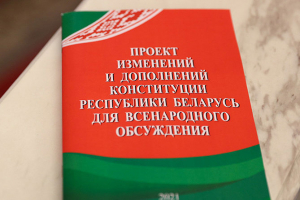 ПРОЕКТ
ИЗМЕНЕНИЙ
И ДОПОЛНЕНИЙ
КОНСТИТУЦИИ
РЕСПУБЛИКИ БЕЛАРУСЬ
ДЛЯ ВСЕНАРОДНОГО
ОБСУЖДЕНИЯ
2021